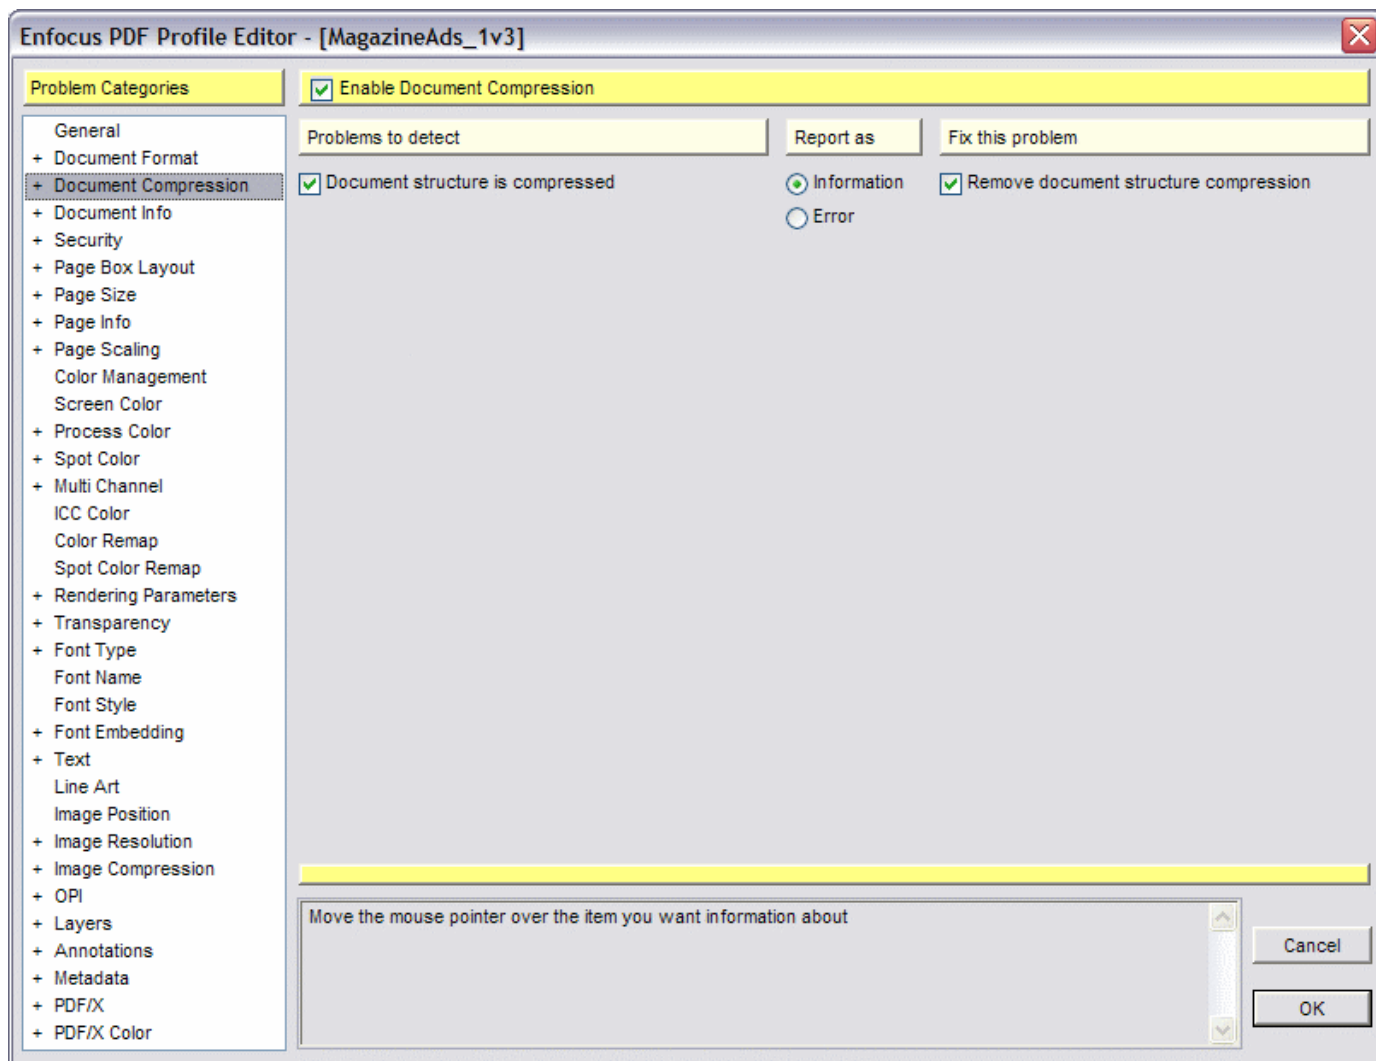 Enfocus PDF Profile Editor - [MagazineAds_1v3]
Problem Categories
Enable Document Compression
General
+ Document Format
+ Document Compression
+ Document Info
+ Security
+ Page Box Layout
+ Page Size
+ Page Info
+ Page Scaling
Color Management
Screen Color
+ Process Color
+ Spot Color
+ Multi Channel
ICC Color
Color Remap
Spot Color Remap
+ Rendering Parameters
+ Transparency
+ Font Type
Font Name
Font Style
+ Font Embedding
+ Text
Line Art
Image Position
+ Image Resolution
+ Image Compression
+ OPI
+ Layers
+ Annotations
+ Metadata
+ PDF/X
+ PDF/X Color
Problems to detect
Report as
Fix this problem
Document structure is compressed
Information
Error
Remove document structure compression
Move the mouse pointer over the item you want information about
Cancel
OK